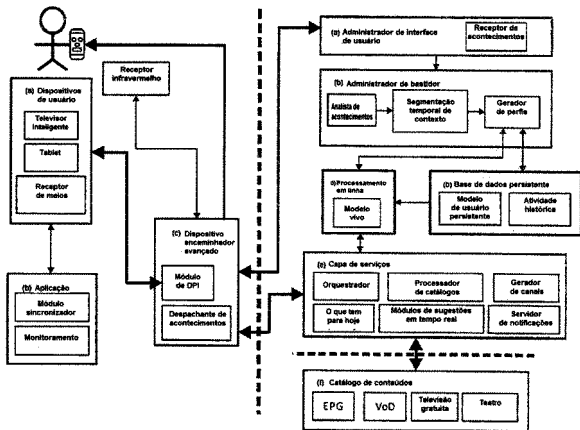 (a) Dispositivos
de usuário
Televisor
inteligente
Tablet
Receptor
de meios
(b) Aplicação
Módulo
sincronizador
Monitoramento
Receptor
infravermelho
(c) Dispositivo
encaminhador
avançado
Módulo
de DPI
Despachante de
acontecimentos
(a) Administrador de interface
de usuário
Receptor de
acontecimentos
(b) Administrador de bastidor
Analista de
acontecimentos
Segmentação
temporal de
contexto
Gerador
de perfis
Processamento
em linha
Modelo
vivo
Base de dados persistente
Modelo
de usuário
persistente
Atividade
histórica
(e) Capa de serviços
Orquestrador
Processador
de catálogos
Gerador
de canais
O que tem
para hoje
Módulos de sugestões
em tempo real
Servidor
de notificações
(f) Catálogo de conteúdos
EPG
VoD
Televisão
gratuita
Teatro